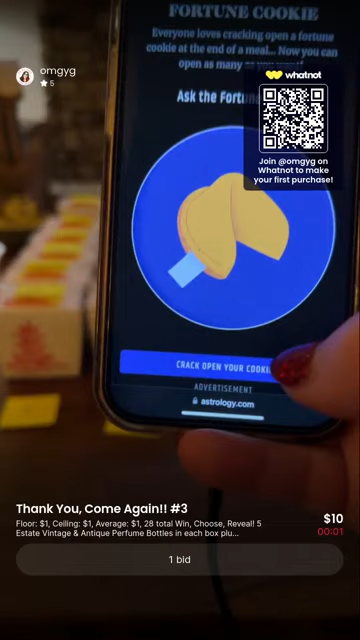 FORTUNE COOKIE
Everyone loves cracking open a fortune
cookie at the end of a meal... Now you can
open as many
omgyg
★ 5
whatnot
Ask the
Join @omgyg on
Whatnot to make
your first purchase!
CRACK OPEN YOUR
ADVERTISEMENT
astrology.com
Thank You, Come Again!! #3
Floor: $1, Ceiling: $1, Average: $1, 28 total Win, Choose, Reveal! 5
Estate Vintage & Antique Perfume Bottles in each box plu...
$10
00:01
1 bid